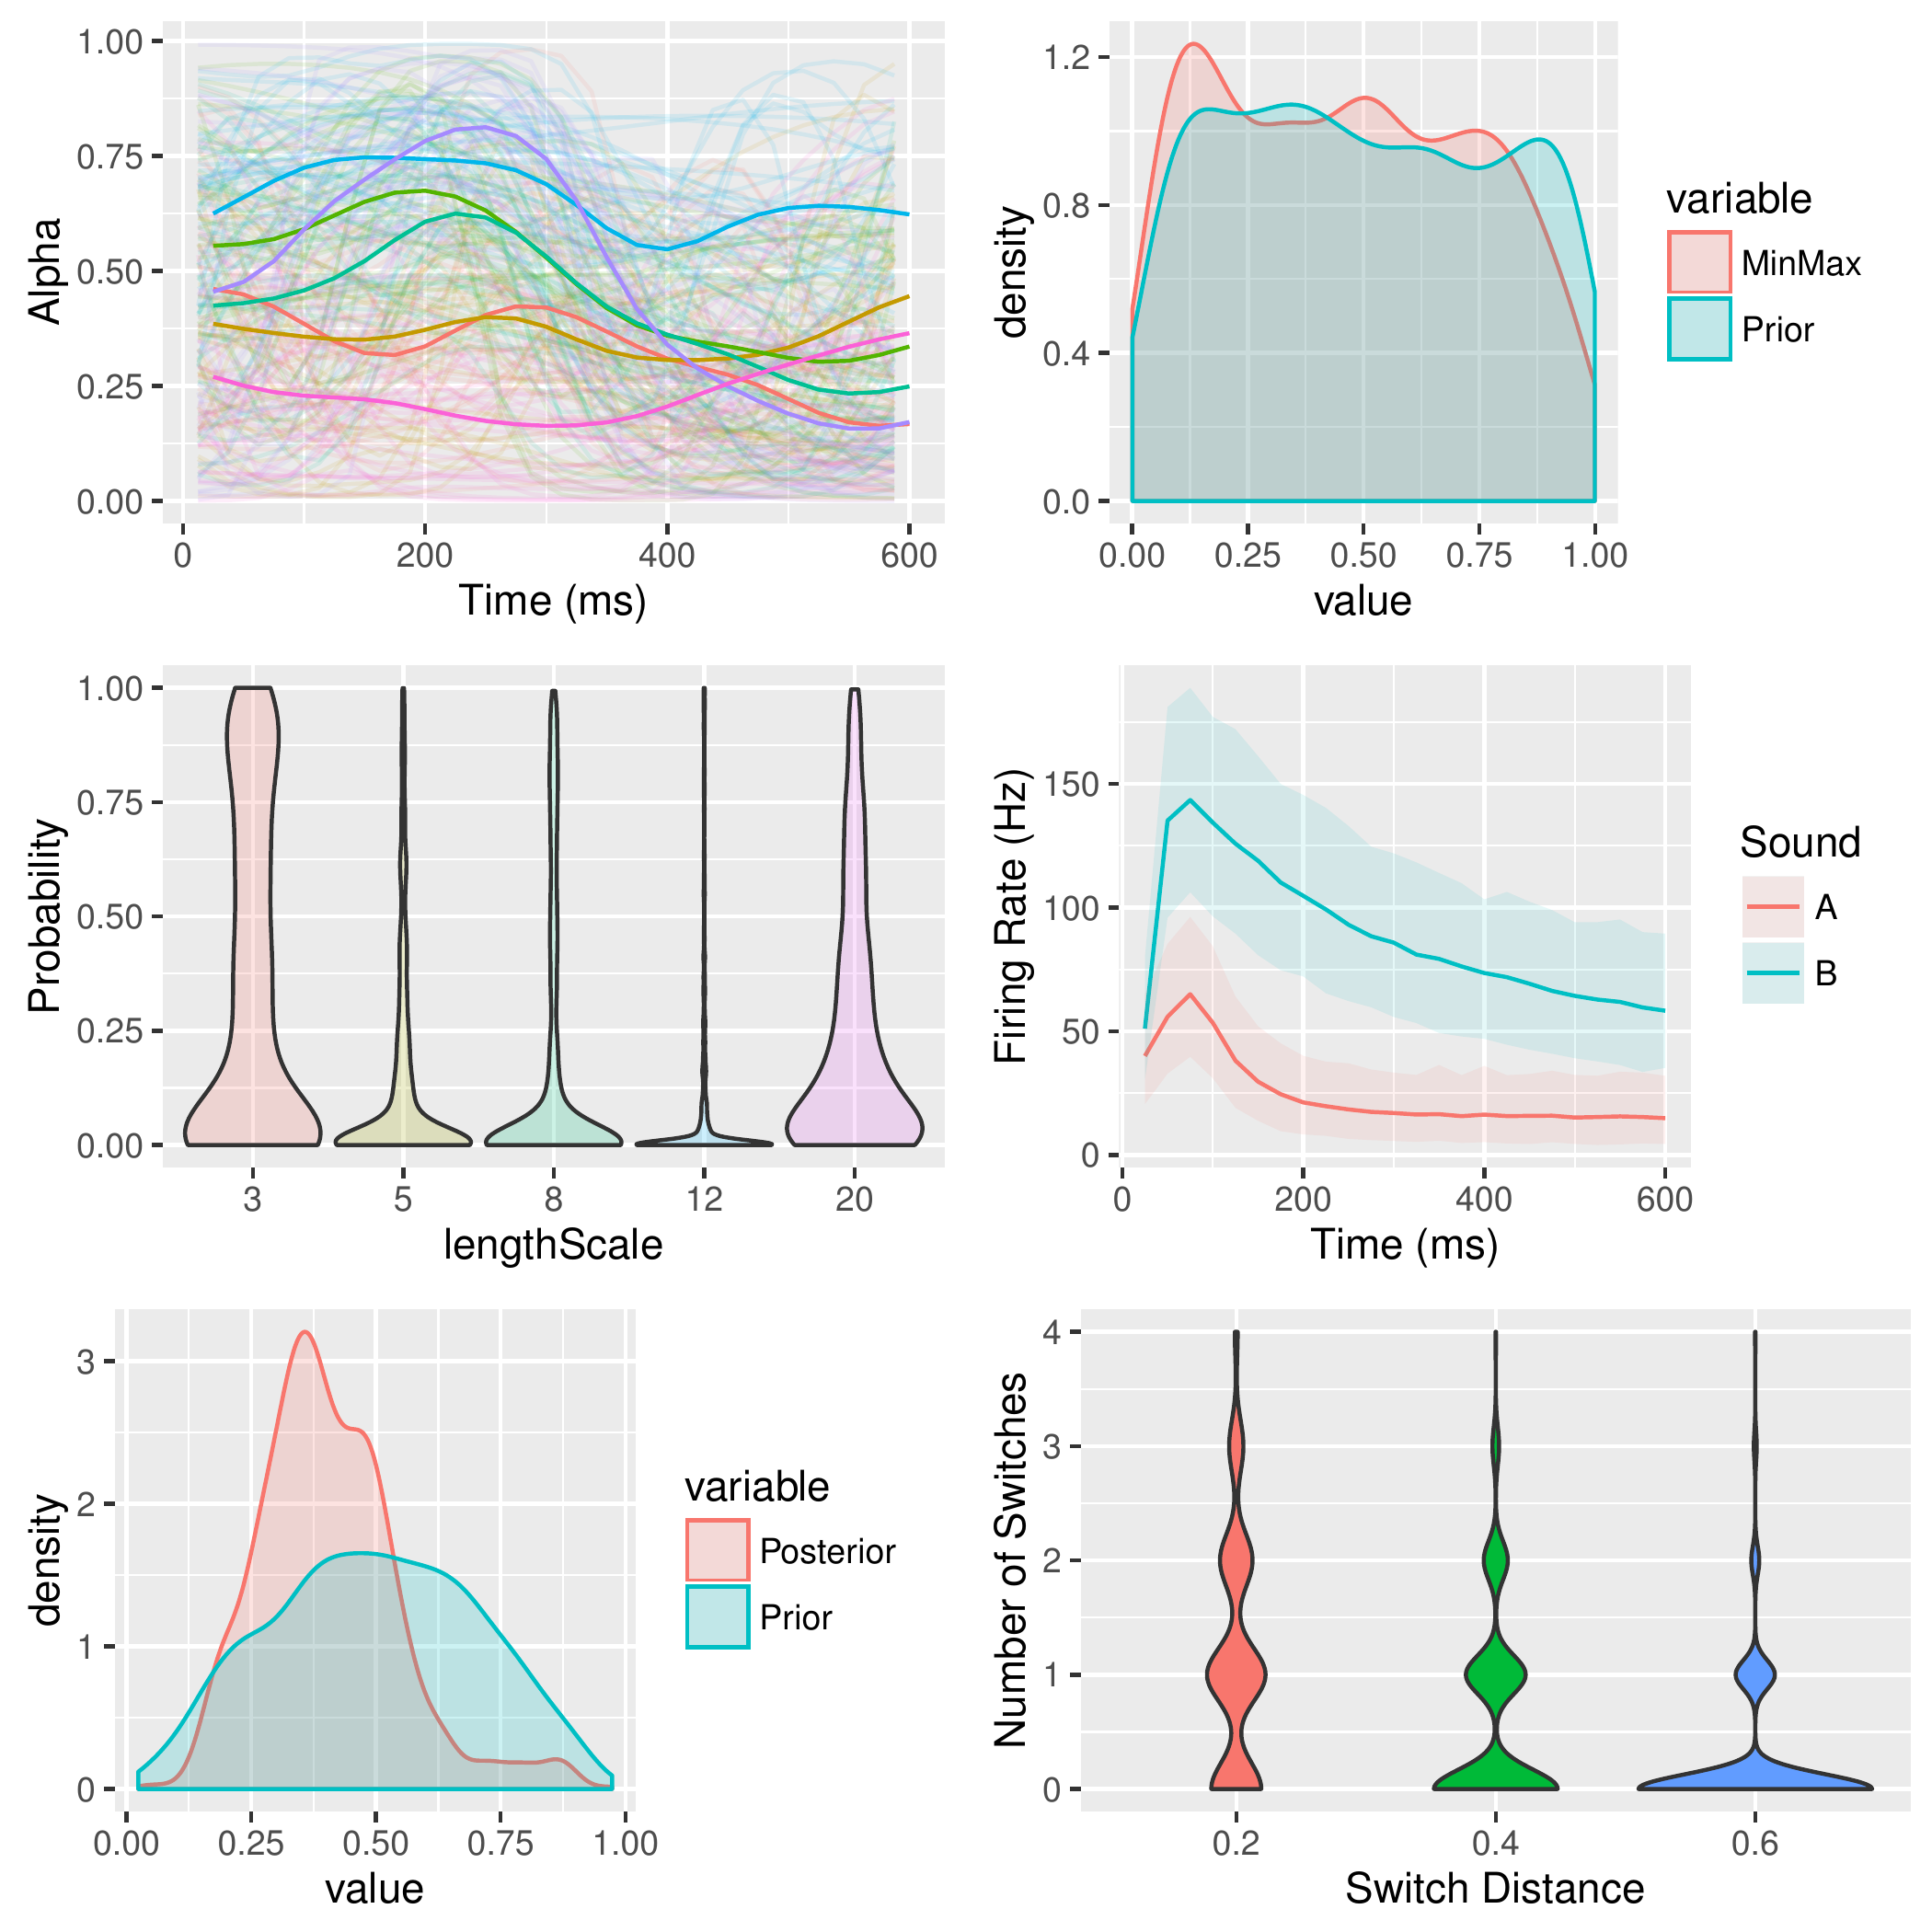 1.00
0.75
0.50
0.25
0.00
Alpha
0 200 400 600
Time (ms)
1.2
0.8
0.4
0.0
density
0.00 0.25 0.50 0.75 1.00
value
variable
MinMax
Prior
1.00
0.75
0.50
0.25
0.00
Probability
3 5 8 12 20
lengthScale
150
100
50
0
Firing Rate (Hz)
0 200 400 600
Time (ms)
Sound
A
B
3
2
1
0
density
0.00 0.25 0.50 0.75 1.00
value
variable
Posterior
Prior
4
3
2
1
0
Number of Switches
0.2 0.4 0.6
Switch Distance